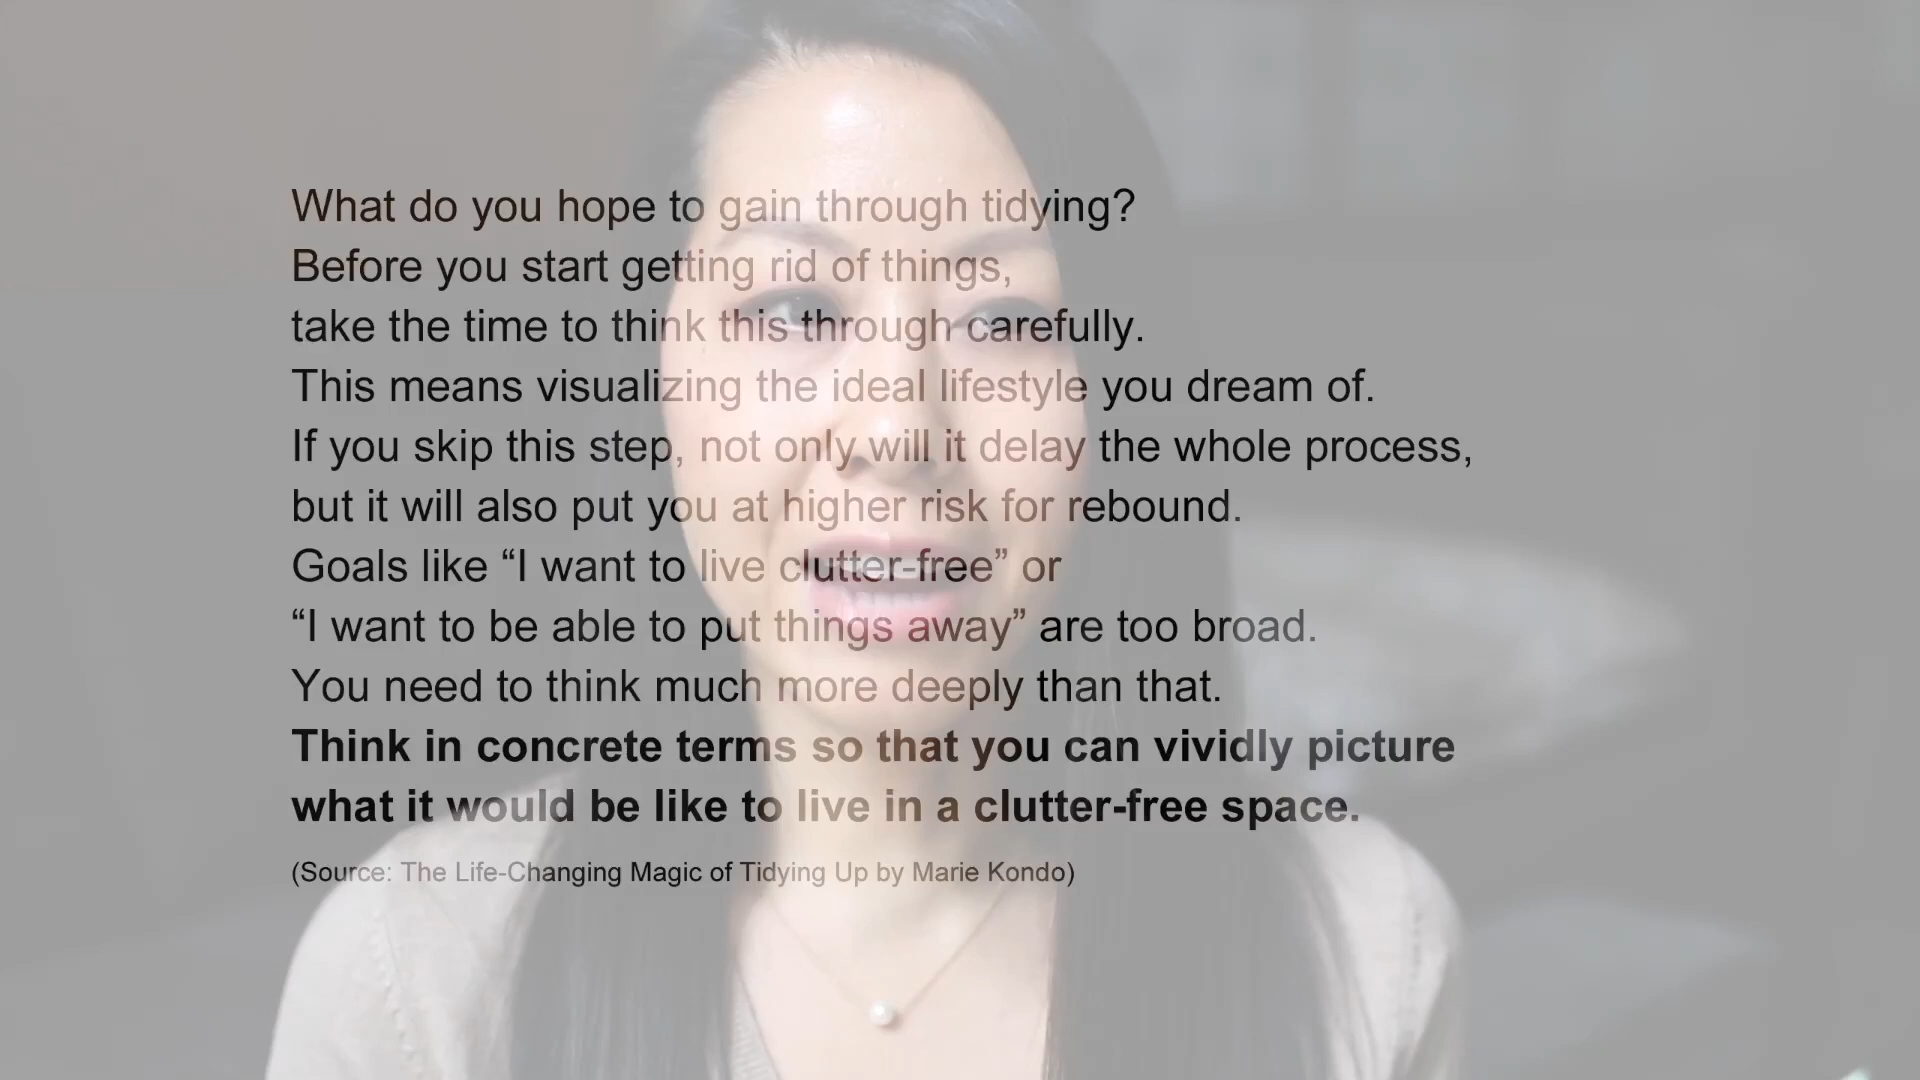 What do you hope to gain through tidying?
Before you start getting rid of things,
take the time to think this through carefully.
This means visualizing the ideal lifestyle you dream of.
If you skip this step, not only will it delay the whole process,
but it will also put you at higher risk for rebound.
Goals like “I want to live clutter-free” or
“I want to be able to put things away” are too broad.
You need to think much more deeply than that.
Think in concrete terms so that you can vividly picture
what it would be like to live in a clutter-free space.
(Source: The Life-Changing Magic of Tidying Up by Marie Kondo)